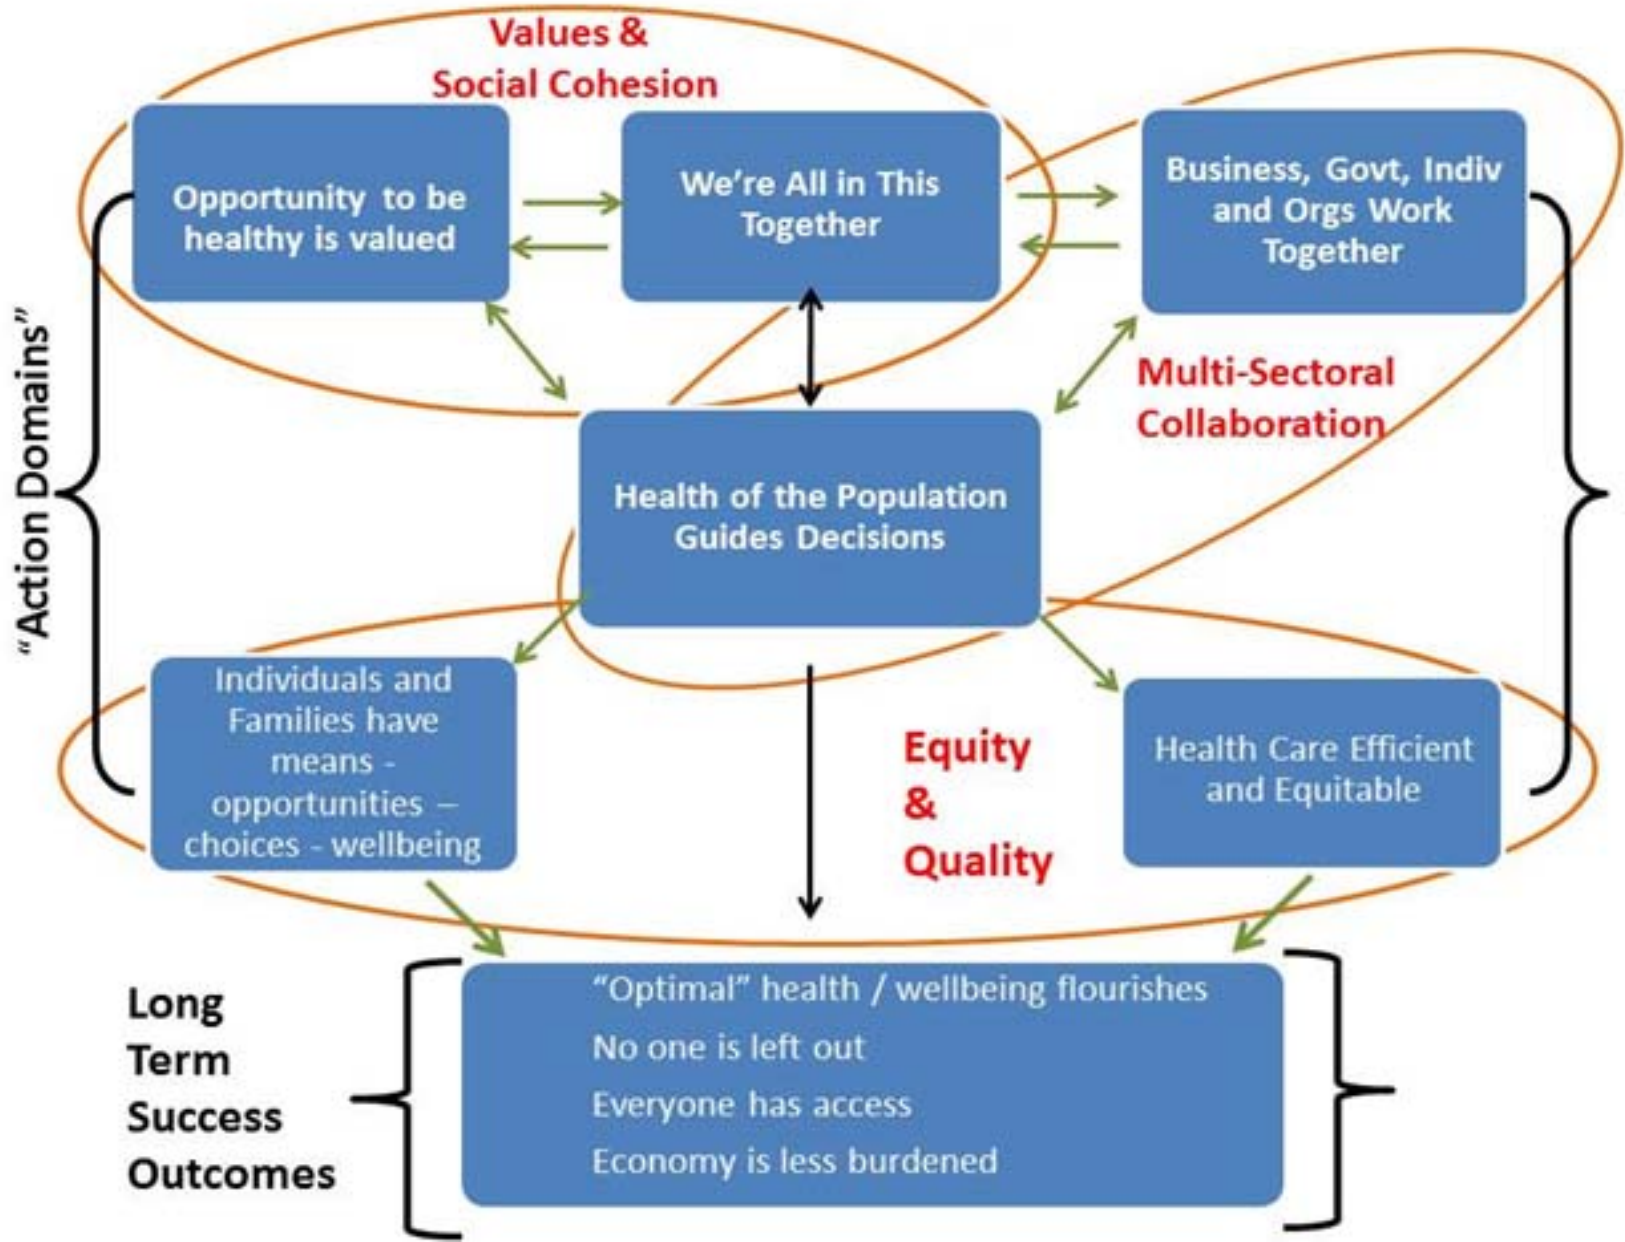 Values &
Social Cohesion
Opportunity to be
healthy is valued
We’re All in This
Together
Business, Govt, Indiv
and Orgs Work
Together
“Action Domains”
Multi-Sectoral
Collaboration
Health of the Population
Guides Decisions
Individuals and
Families have
means -
opportunities –
choices - wellbeing
Equity
&
Quality
Health Care Efficient
and Equitable
Long
Term
Success
Outcomes
“Optimal” health / wellbeing flourishes
No one is left out
Everyone has access
Economy is less burdened